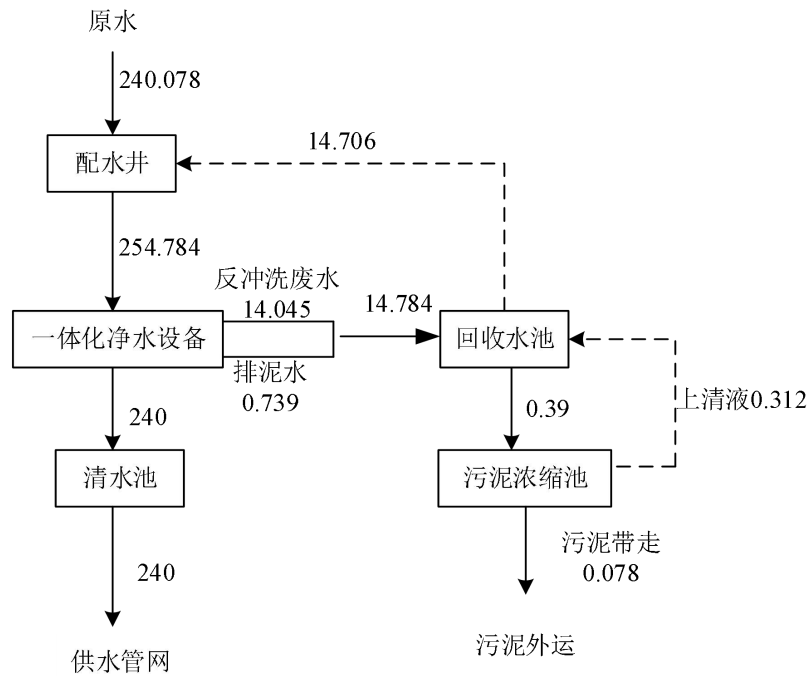 原水
240.078
配水井
14.706
254.784
反冲洗废水
14.045
14.784
一体化净水设备
回收水池
排泥水
0.739
240
0.39
上清液0.312
清水池
污泥浓缩池
240
污泥带走
0.078
供水管网
污泥外运